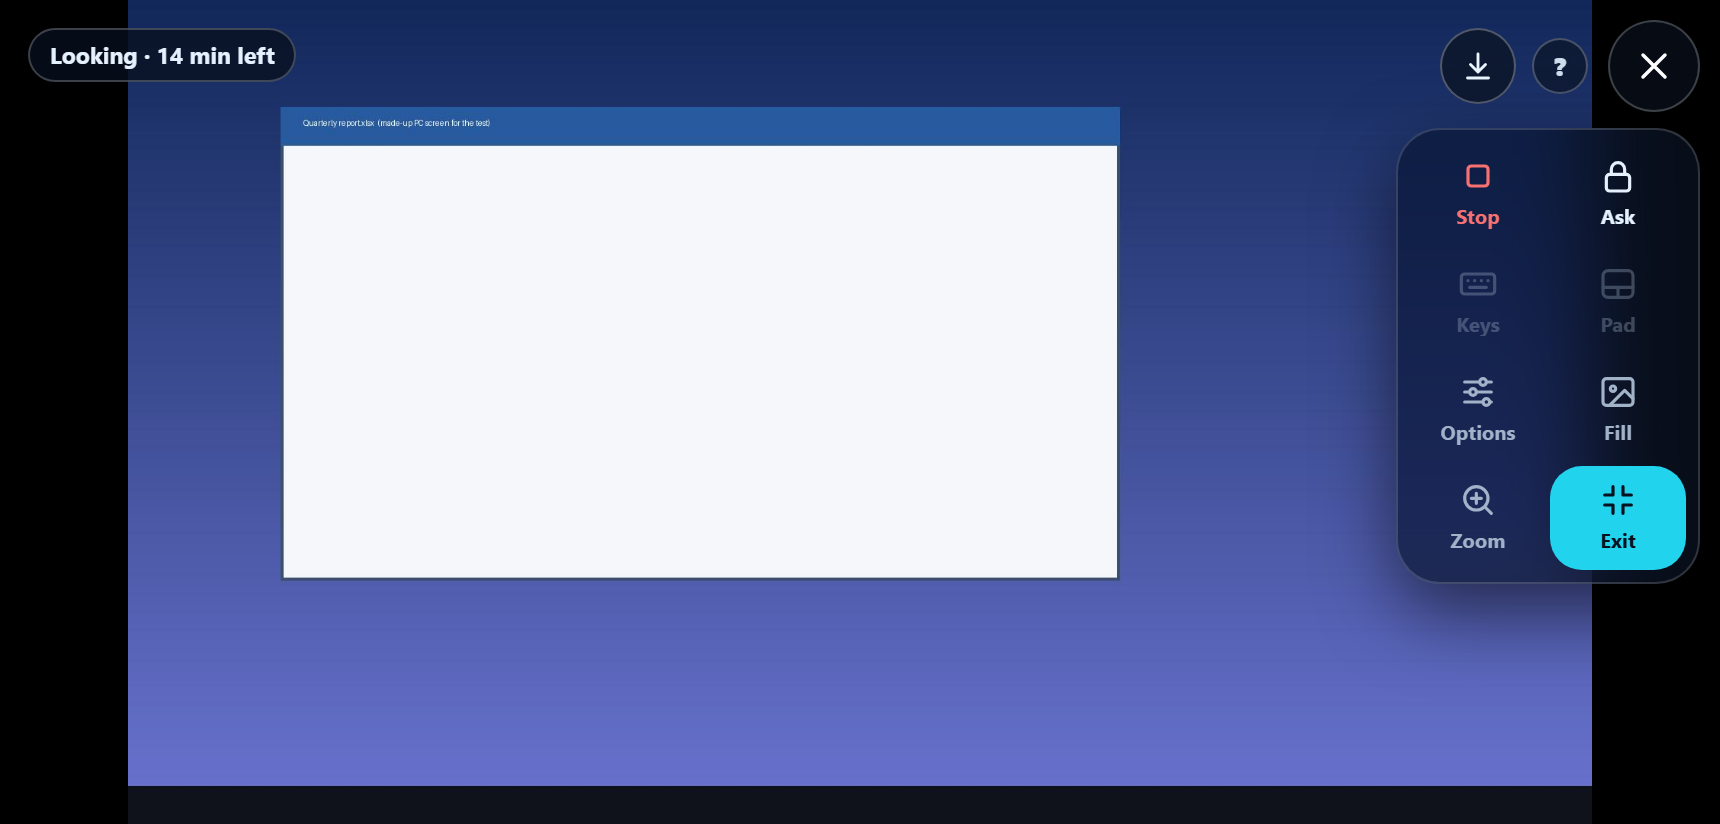 Looking · 14 min left
?
Quarterly report.xlsx (made-up PC screen for the test)
Stop
Ask
Keys
Pad
Options
Fill
Zoom
Exit